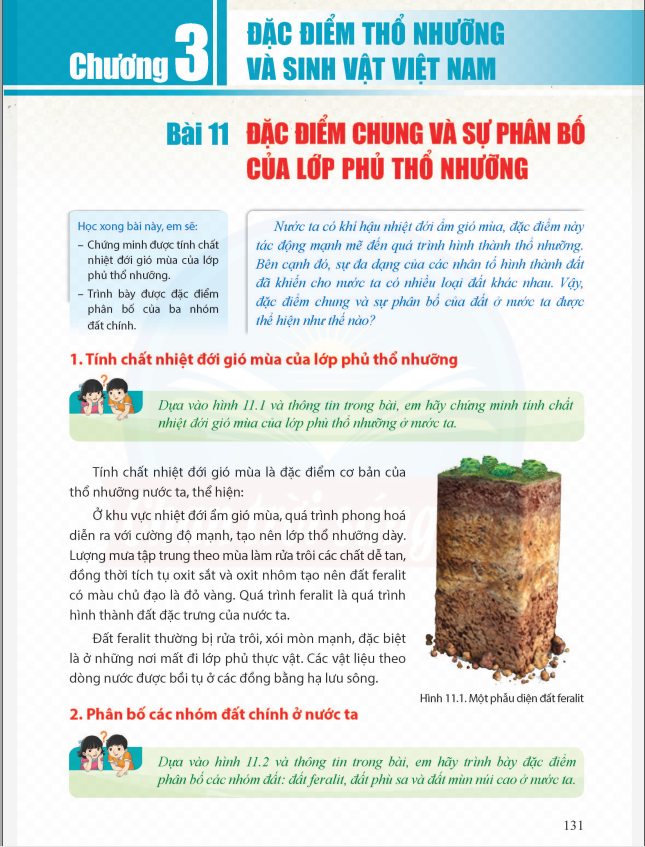 Chương 3
ĐẶC ĐIỂM THỔ NHƯỠNG
VÀ SINH VẬT VIỆT NAM
Bài 11 ĐẶC ĐIỂM CHUNG VÀ SỰ PHÂN BỐ
CỦA LỚP PHỦ THỔ NHƯỠNG
Học xong bài này, em sẽ:
– Chứng minh được tính chất
nhiệt đới gió mùa của lớp
phủ thổ nhưỡng.
– Trình bày được đặc điểm
phân bố của ba nhóm
đất chính.
Nước ta có khí hậu nhiệt đới ẩm gió mùa, đặc điểm này
tác động mạnh mẽ đến quá trình hình thành thổ nhưỡng.
Bên cạnh đó, sự đa dạng của các nhân tố hình thành đất
đã khiến cho nước ta có nhiều loại đất khác nhau. Vậy,
đặc điểm chung và sự phân bố của đất ở nước ta được
thể hiện như thế nào?
1. Tính chất nhiệt đới gió mùa của lớp phủ thổ nhưỡng
Dựa vào hình 11.1 và thông tin trong bài, em hãy chứng minh tính chất
nhiệt đới gió mùa của lớp phủ thổ nhưỡng ở nước ta.
Tính chất nhiệt đới gió mùa là đặc điểm cơ bản của
thổ nhưỡng nước ta, thể hiện:
Ở khu vực nhiệt đới ẩm gió mùa, quá trình phong hoá
diễn ra với cường độ mạnh, tạo nên lớp thổ nhưỡng dày.
Lượng mưa tập trung theo mùa làm rửa trôi các chất dễ tan,
đồng thời tích tụ oxit sắt và oxit nhôm tạo nên đất feralit
có màu chủ đạo là đỏ vàng. Quá trình feralit là quá trình
hình thành đất đặc trưng của nước ta.
Đất feralit thường bị rửa trôi, xói mòn mạnh, đặc biệt
là ở những nơi mất đi lớp phủ thực vật. Các vật liệu theo
dòng nước được bồi tụ ở các đồng bằng hạ lưu sông.
Hình 11.1. Một phẫu diện đất feralit
2. Phân bố các nhóm đất chính ở nước ta
Dựa vào hình 11.2 và thông tin trong bài, em hãy trình bày đặc điểm
phân bố các nhóm đất: đất feralit, đất phù sa và đất mùn núi cao ở nước ta.
131